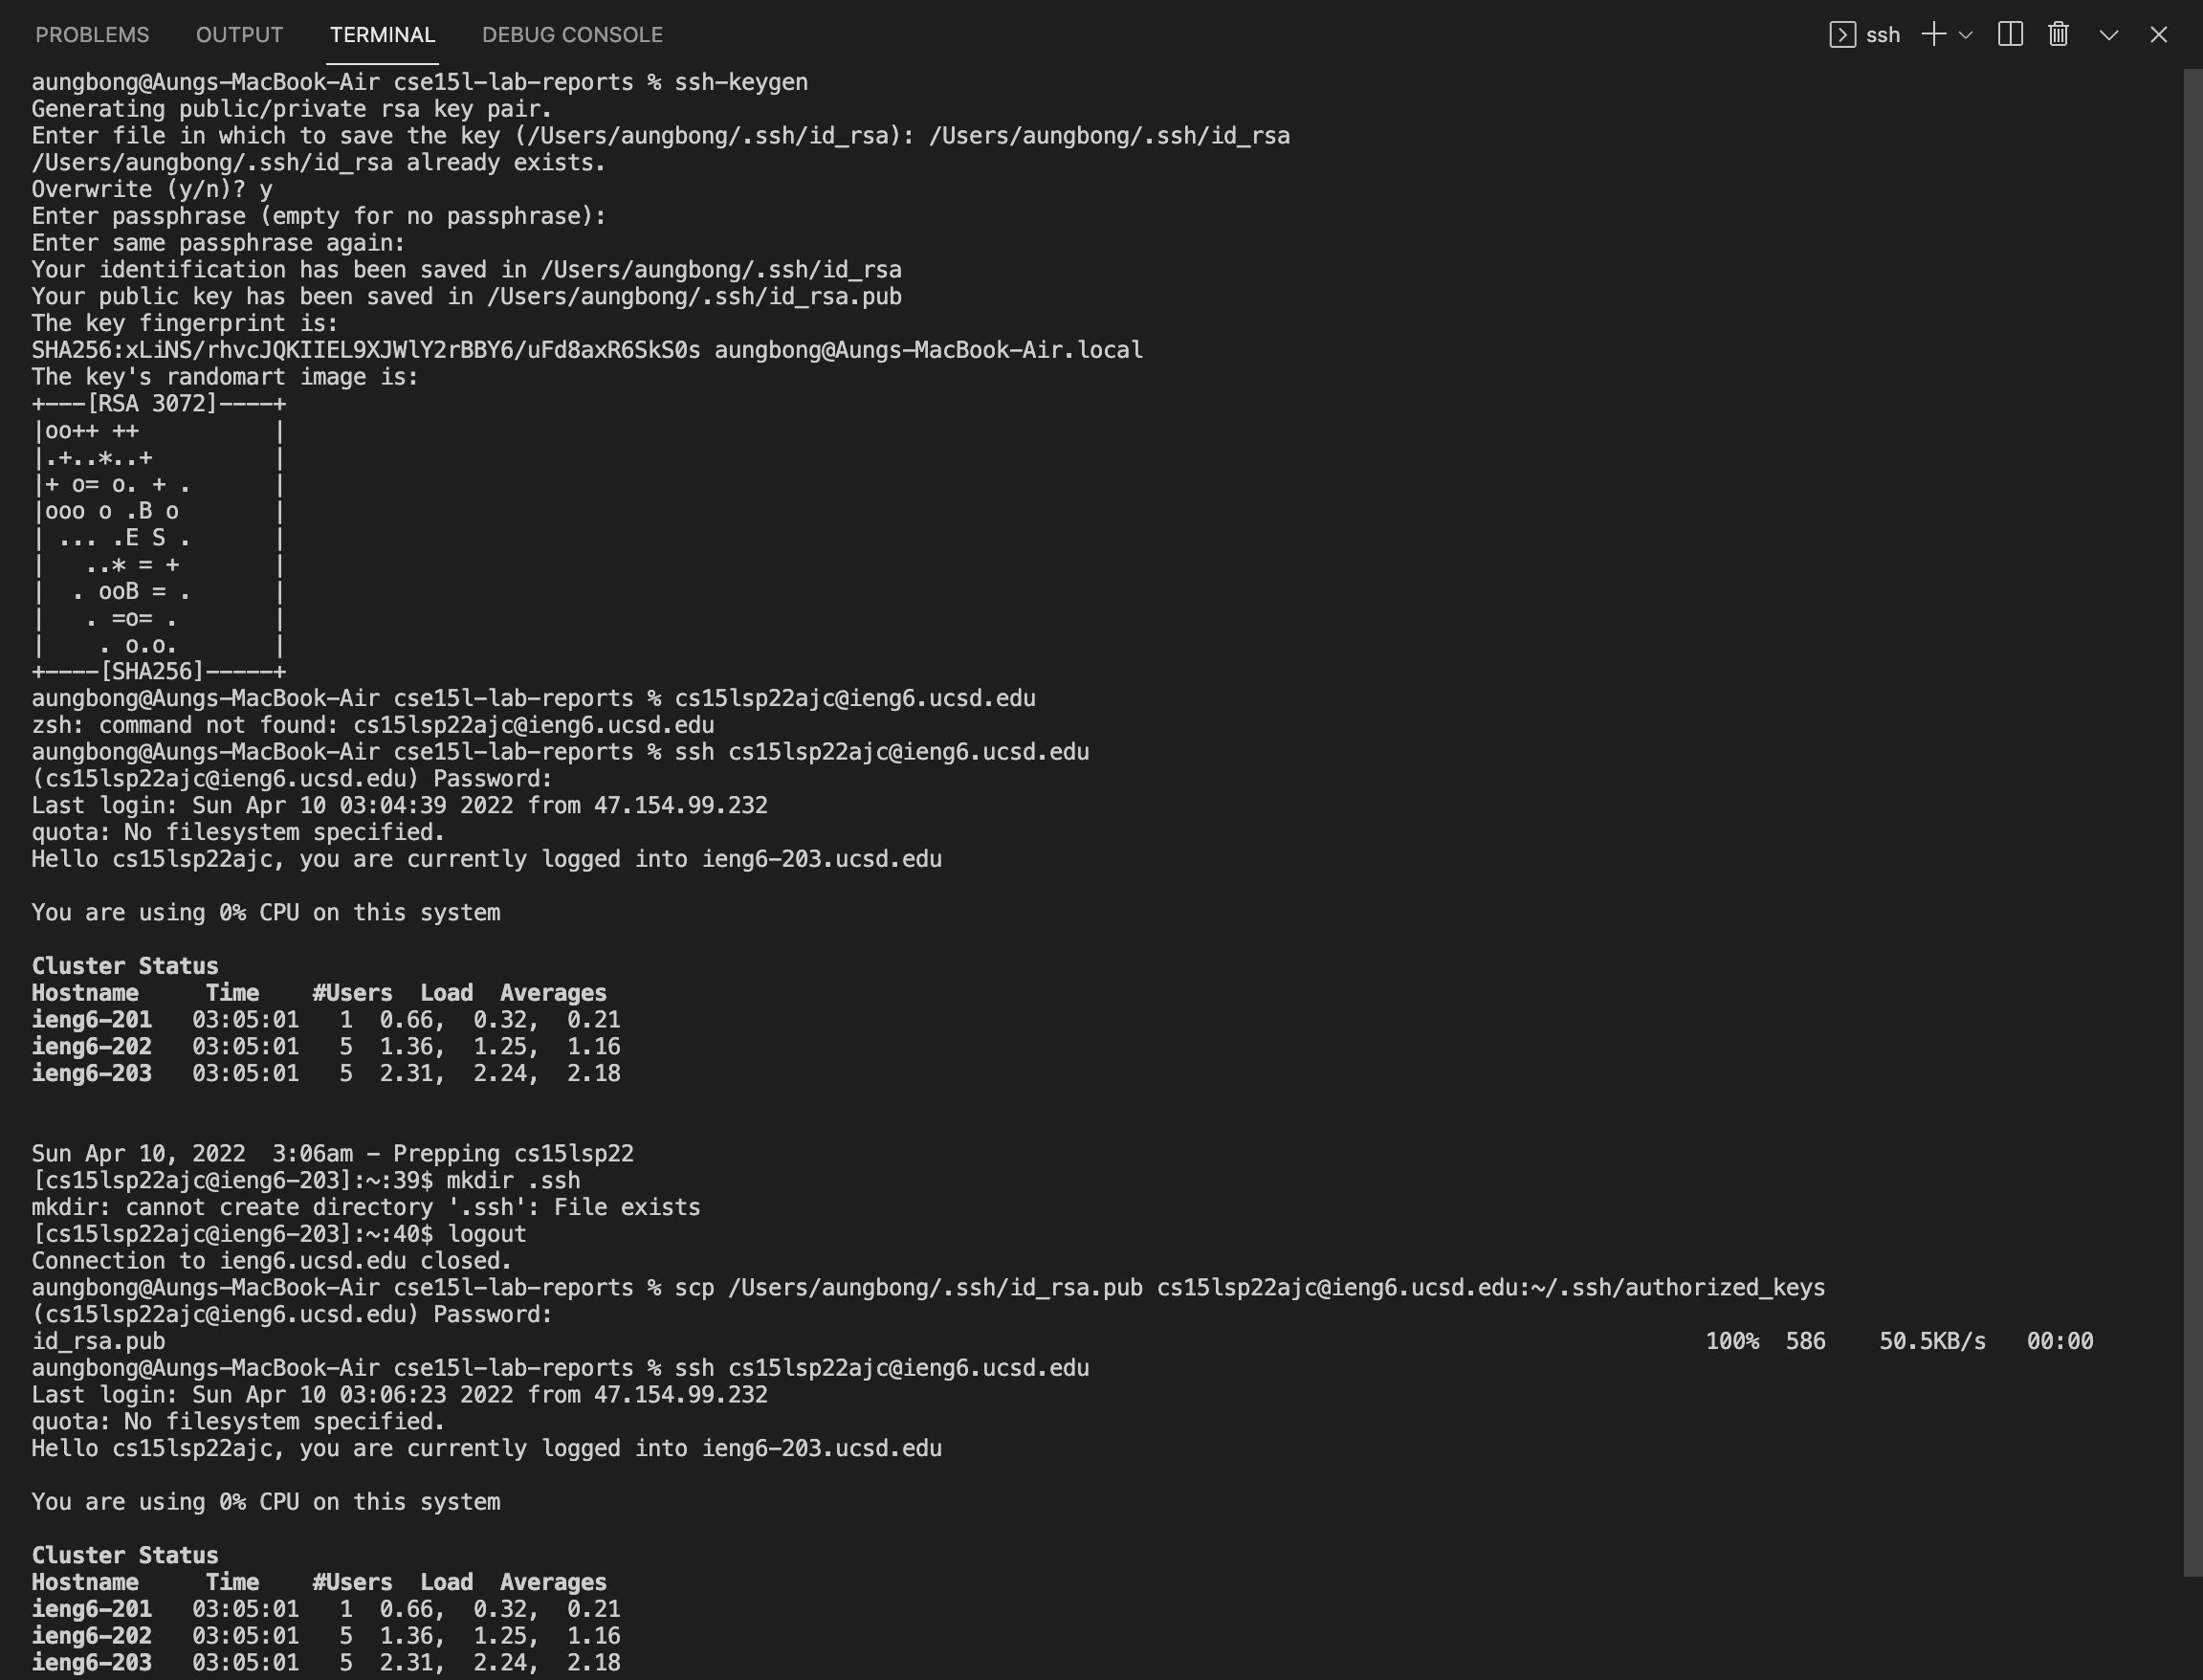 PROBLEMS OUTPUT TERMINAL DEBUG CONSOLE ssh
aungbong@Aungs-MacBook-Air cse15l-lab-reports % ssh-keygen
Generating public/private rsa key pair.
Enter file in which to save the key (/Users/aungbong/.ssh/id_rsa): /Users/aungbong/.ssh/id_rsa
/Users/aungbong/.ssh/id_rsa already exists.
Overwrite (y/n)? y
Enter passphrase (empty for no passphrase):
Enter same passphrase again:
Your identification has been saved in /Users/aungbong/.ssh/id_rsa
Your public key has been saved in /Users/aungbong/.ssh/id_rsa.pub
The key fingerprint is:
SHA256:xLiNS/rhvcJQKIIEL9XJWlY2rBBY6/uFd8axR6SkS0s aungbong@Aungs-MacBook-Air.local
The key's randomart image is:
+---[RSA 3072]----+
|oo++ ++          |
|.+..*..+         |
|+ o= o. + .      |
|ooo o .B o       |
| ... .E S .      |
|   ..* = +       |
|  . ooB = .      |
|   . =o= .       |
|    . o.o.       |
+----[SHA256]-----+
aungbong@Aungs-MacBook-Air cse15l-lab-reports % cs15lsp22ajc@ieng6.ucsd.edu
zsh: command not found: cs15lsp22ajc@ieng6.ucsd.edu
aungbong@Aungs-MacBook-Air cse15l-lab-reports % ssh cs15lsp22ajc@ieng6.ucsd.edu
(cs15lsp22ajc@ieng6.ucsd.edu) Password:
Last login: Sun Apr 10 03:04:39 2022 from 47.154.99.232
quota: No filesystem specified.
Hello cs15lsp22ajc, you are currently logged into ieng6-203.ucsd.edu
You are using 0% CPU on this system
Cluster Status
Hostname     Time    #Users  Load  Averages
ieng6-201   03:05:01   1  0.66,  0.32,  0.21
ieng6-202   03:05:01   5  1.36,  1.25,  1.16
ieng6-203   03:05:01   5  2.31,  2.24,  2.18
Sun Apr 10, 2022  3:06am - Prepping cs15lsp22
[cs15lsp22ajc@ieng6-203]:~:39$ mkdir .ssh
mkdir: cannot create directory '.ssh': File exists
[cs15lsp22ajc@ieng6-203]:~:40$ logout
Connection to ieng6.ucsd.edu closed.
aungbong@Aungs-MacBook-Air cse15l-lab-reports % scp /Users/aungbong/.ssh/id_rsa.pub cs15lsp22ajc@ieng6.ucsd.edu:~/.ssh/authorized_keys
(cs15lsp22ajc@ieng6.ucsd.edu) Password:
id_rsa.pub 100%  586    50.5KB/s   00:00
aungbong@Aungs-MacBook-Air cse15l-lab-reports % ssh cs15lsp22ajc@ieng6.ucsd.edu
Last login: Sun Apr 10 03:06:23 2022 from 47.154.99.232
quota: No filesystem specified.
Hello cs15lsp22ajc, you are currently logged into ieng6-203.ucsd.edu
You are using 0% CPU on this system
Cluster Status
Hostname     Time    #Users  Load  Averages
ieng6-201   03:05:01   1  0.66,  0.32,  0.21
ieng6-202   03:05:01   5  1.36,  1.25,  1.16
ieng6-203   03:05:01   5  2.31,  2.24,  2.18